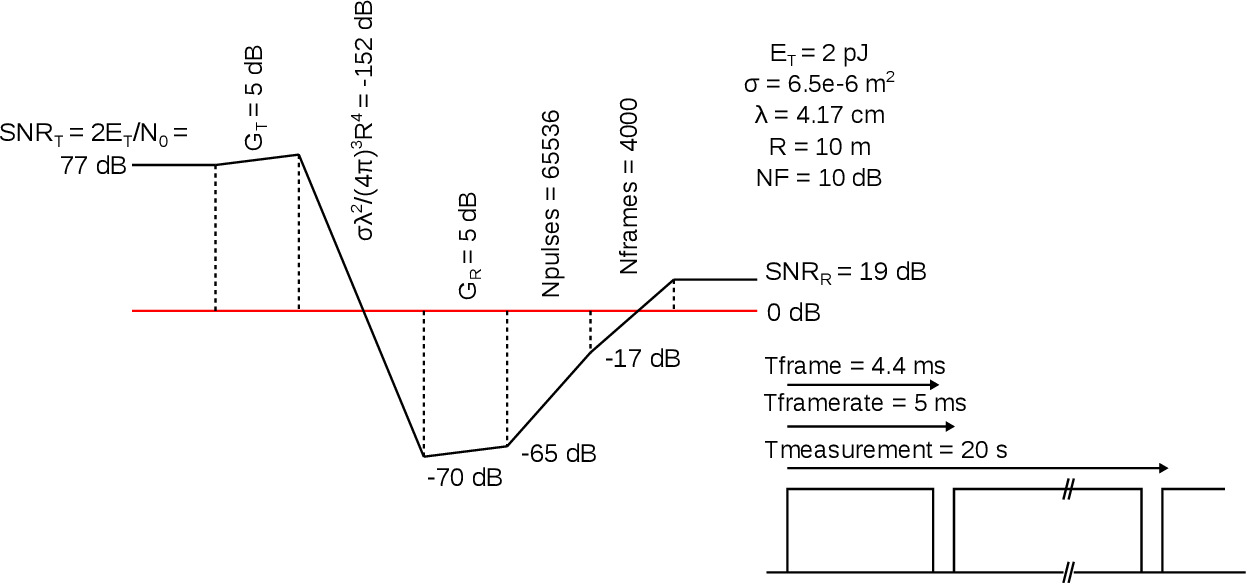 SNR_T = 2E_T/N_0 =
77 dB
G_T = 5 dB
σλ²/(4π)³R⁴ = -152 dB
G_R = 5 dB
Npulses = 65536
Nframes = 4000
E_T = 2 pJ
σ = 6.5e-6 m²
λ = 4.17 cm
R = 10 m
NF = 10 dB
SNR_R = 19 dB
0 dB
-17 dB
-65 dB
-70 dB
Tframe = 4.4 ms
Tframerate = 5 ms
Tmeasurement = 20 s